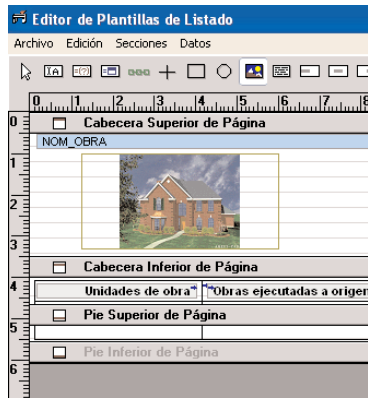 Editor de Plantillas de Listado
Archivo Edición Secciones Datos
0 1 2 3 4 5 6 7 8
0 Cabecera Superior de Página
NOM_OBRA
1
2
3
Cabecera Inferior de Página
4 Unidades de obra Obras ejecutadas a origen
Pie Superior de Página
5
Pie Inferior de Página
6